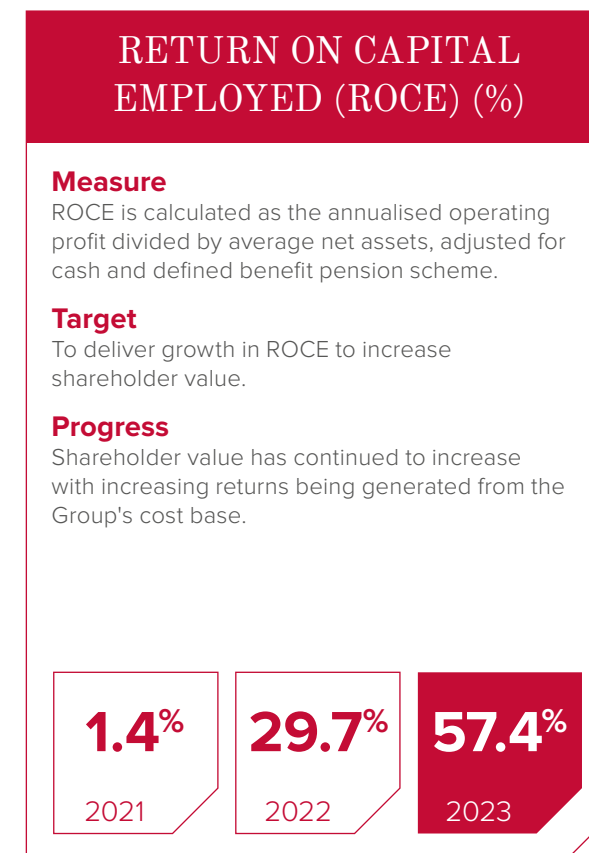 RETURN ON CAPITAL
EMPLOYED (ROCE) (%)
Measure
ROCE is calculated as the annualised operating
profit divided by average net assets, adjusted for
cash and defined benefit pension scheme.
Target
To deliver growth in ROCE to increase
shareholder value.
Progress
Shareholder value has continued to increase
with increasing returns being generated from the
Group's cost base.
1.4% 29.7% 57.4%
2021 2022 2023